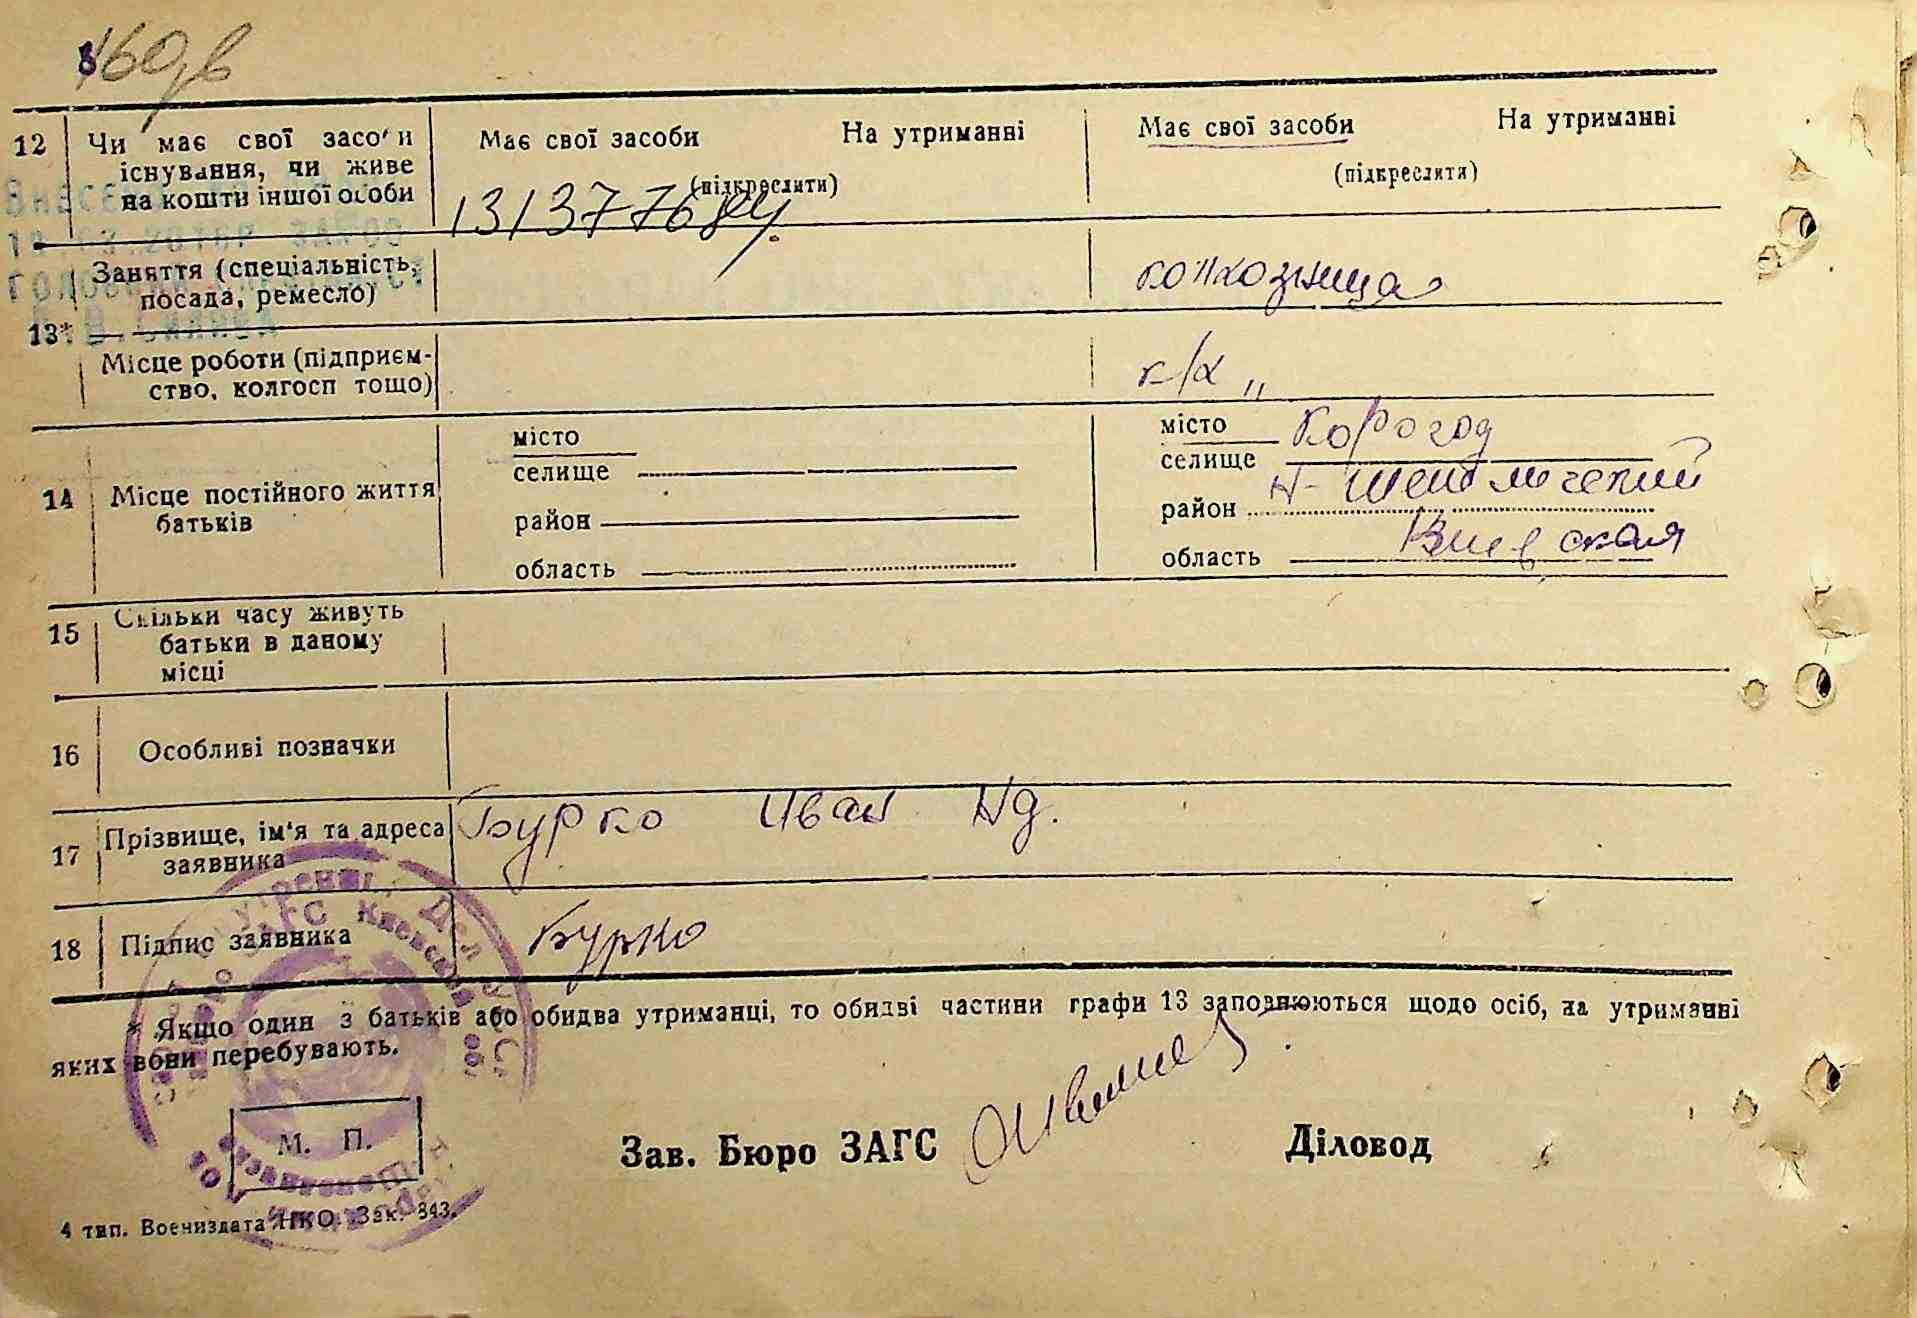 160зв
12 Чи має свої засоби Має свої засоби На утриманні Має свої засоби На утриманні
існування, чи живе (підкреслити) (підкреслити)
на кошти іншої особи
Заняття (спеціальність, колхозница
посада, ремесло)
13*
Місце роботи (підприєм- к/х „
ство, колгосп тощо)
14 Місце постійного життя батьків
місто
селище
район
область
місто Корогод
селище
район
область Киевская
15 Скільки часу живуть
батьки в даному
місці
16 Особливі позначки
17 Прізвище, ім'я та адреса Бурко Иван
заявника
18 Підпис заявника Бурко
* Якщо один з батьків або обидва утриманці, то обидві частини графи 13 заповнюються щодо осіб, на утриманні
яких вони перебувають.
М. П.
Зав. Бюро ЗАГС Діловод
4 тип. Воениздата НКО. Зак. 843.